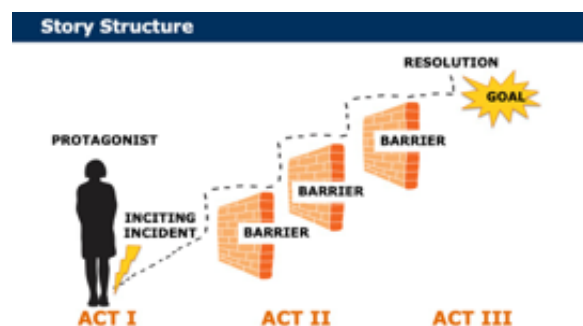 Story Structure
RESOLUTION
GOAL
PROTAGONIST
BARRIER
BARRIER
INCITING
INCIDENT
BARRIER
ACT I
ACT II
ACT III